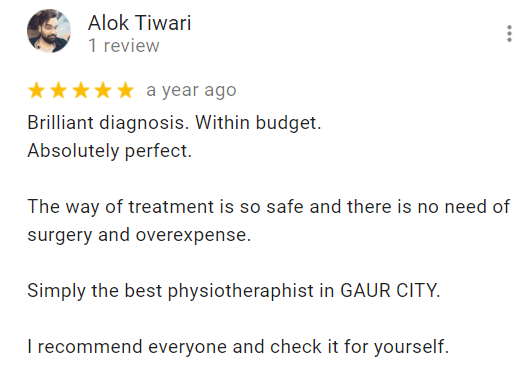 Alok Tiwari
1 review
a year ago
Brilliant diagnosis. Within budget.
Absolutely perfect.
The way of treatment is so safe and there is no need of
surgery and overexpense.
Simply the best physiotheraphist in GAUR CITY.
I recommend everyone and check it for yourself.